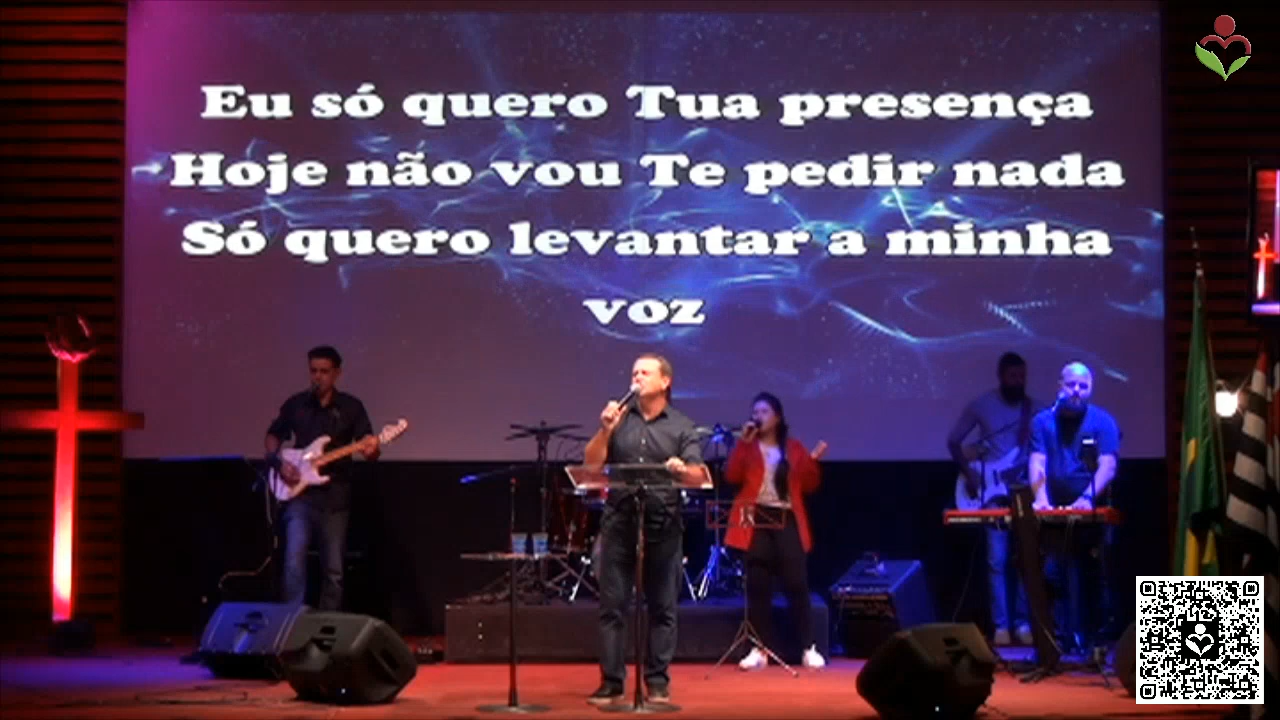 Eu só quero Tua presença
Hoje não vou Te pedir nada
Só quero levantar a minha
voz